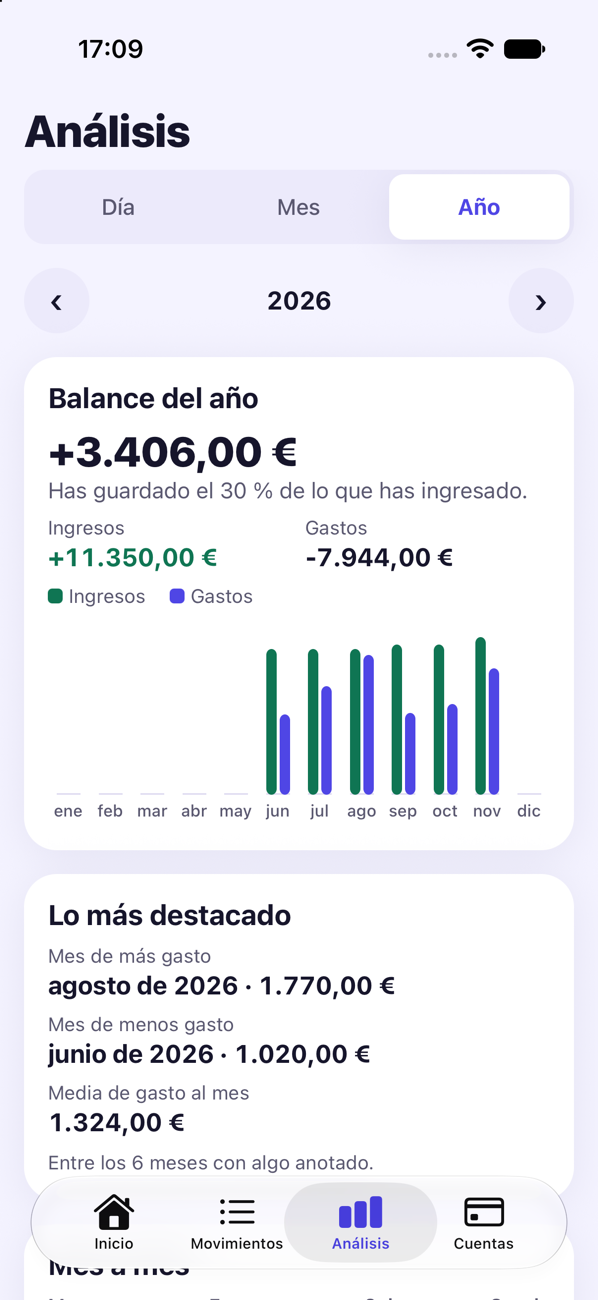 17:09
Análisis
Día Mes Año
‹ 2026 ›
Balance del año
+3.406,00 €
Has guardado el 30 % de lo que has ingresado.
Ingresos Gastos
+11.350,00 € -7.944,00 €
Ingresos Gastos
ene feb mar abr may jun jul ago sep oct nov dic
Lo más destacado
Mes de más gasto
agosto de 2026 · 1.770,00 €
Mes de menos gasto
junio de 2026 · 1.020,00 €
Media de gasto al mes
1.324,00 €
Entre los 6 meses con algo anotado.
Inicio Movimientos Análisis Cuentas
Mes a mes